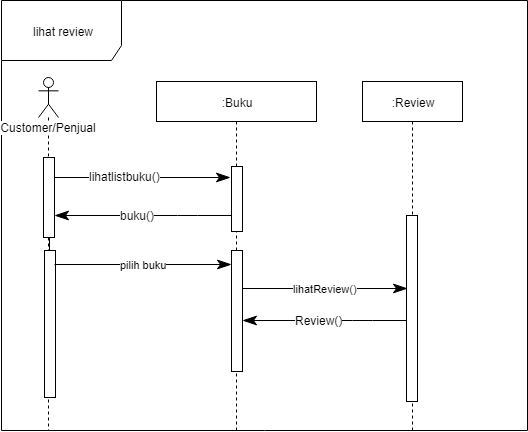 lihat review
:Buku
:Review
Customer/Penjual
lihatlistbuku()
buku()
pilih buku
lihatReview()
Review()